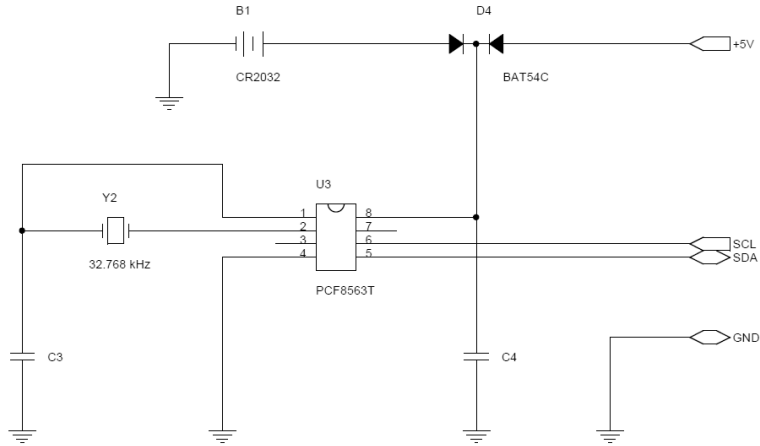 B1
D4
+5V
CR2032
BAT54C
U3
Y2
1
8
2
7
3
6
SCL
4
5
SDA
32.768 kHz
PCF8563T
GND
C3
C4